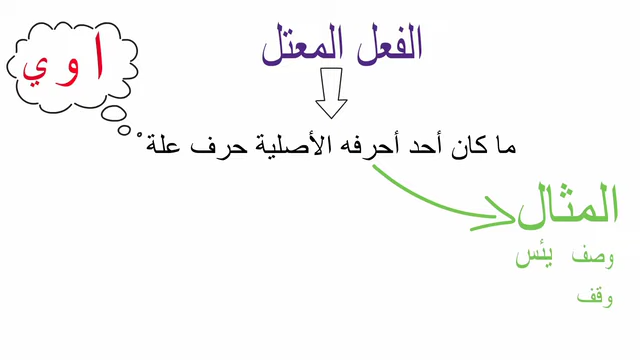 الفعل المعتل
ا و ي
ما كان أحد أحرفه الأصلية حرف علة
المثال
وصف يئس
وقف